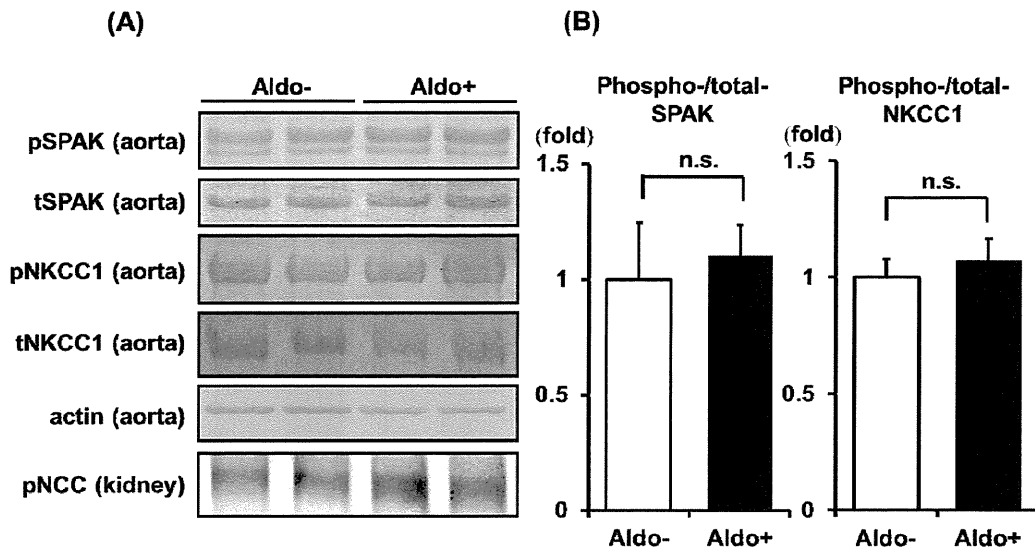 (A)
Aldo- Aldo+
pSPAK (aorta)
tSPAK (aorta)
pNKCC1 (aorta)
tNKCC1 (aorta)
actin (aorta)
pNCC (kidney)
(B)
Phospho-/total-
SPAK
(fold)
1.5
1
0.5
0
n.s.
Aldo- Aldo+
Phospho-/total-
NKCC1
(fold)
1.5
1
0.5
0
n.s.
Aldo- Aldo+